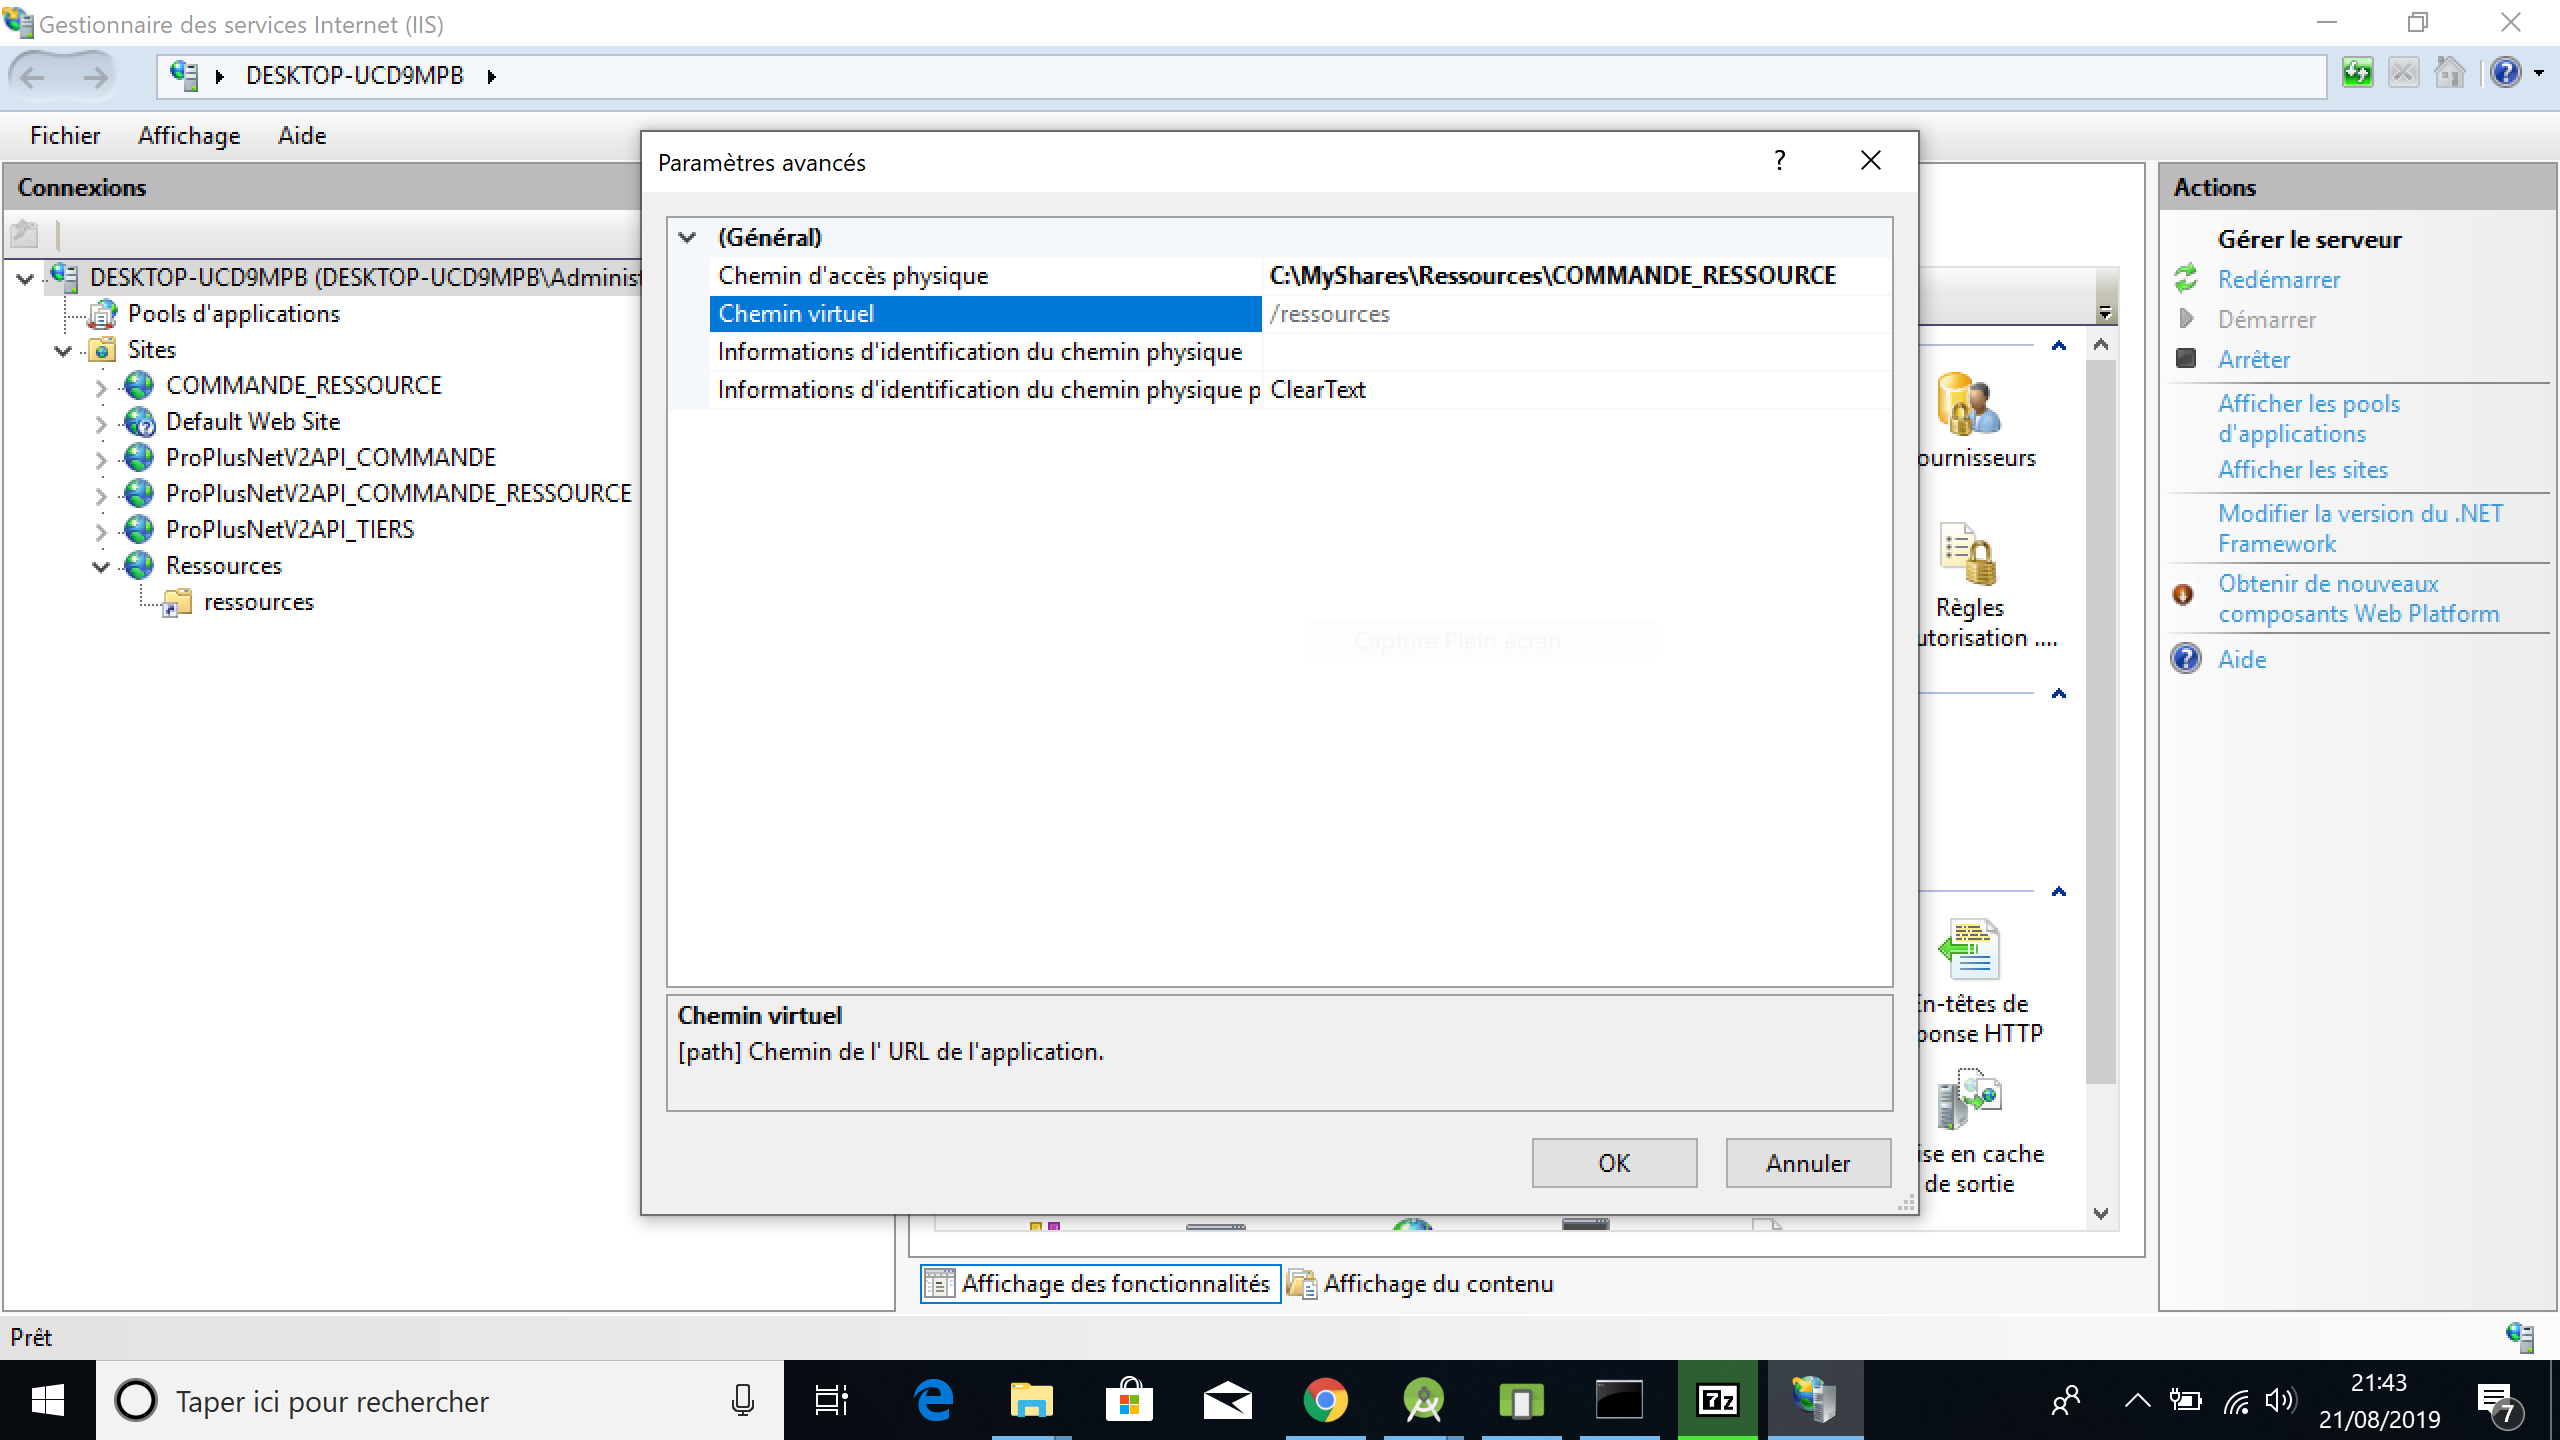 Gestionnaire des services Internet (IIS)
DESKTOP-UCD9MPB
Fichier Affichage Aide
Connexions
DESKTOP-UCD9MPB (DESKTOP-UCD9MPB\Administ
Pools d'applications
Sites
COMMANDE_RESSOURCE
Default Web Site
ProPlusNetV2API_COMMANDE
ProPlusNetV2API_COMMANDE_RESSOURCE
ProPlusNetV2API_TIERS
Ressources
ressources
Paramètres avancés
?
(Général)
Chemin d'accès physique C:\MyShares\Ressources\COMMANDE_RESSOURCE
Chemin virtuel /ressources
Informations d'identification du chemin physique
Informations d'identification du chemin physique p ClearText
Capture Plein écran
Chemin virtuel
[path] Chemin de l' URL de l'application.
OK Annuler
ournisseurs
Règles
utorisation ....
En-têtes de
ponse HTTP
ise en cache
de sortie
Affichage des fonctionnalités Affichage du contenu
Actions
Gérer le serveur
Redémarrer
Démarrer
Arrêter
Afficher les pools
d'applications
Afficher les sites
Modifier la version du .NET
Framework
Obtenir de nouveaux
composants Web Platform
Aide
Prêt
Taper ici pour rechercher
7z
21:43
21/08/2019
7